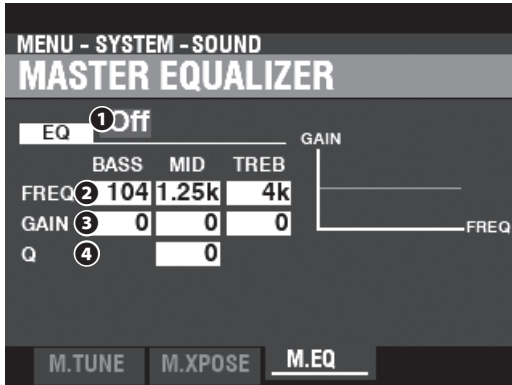 MENU - SYSTEM - SOUND
MASTER EQUALIZER
EQ 1 Off
GAIN
BASS MID TREB
FREQ 2 104 1.25k 4k
GAIN 3 0 0 0
FREQ
Q 4 0
M.TUNE M.XPOSE M.EQ